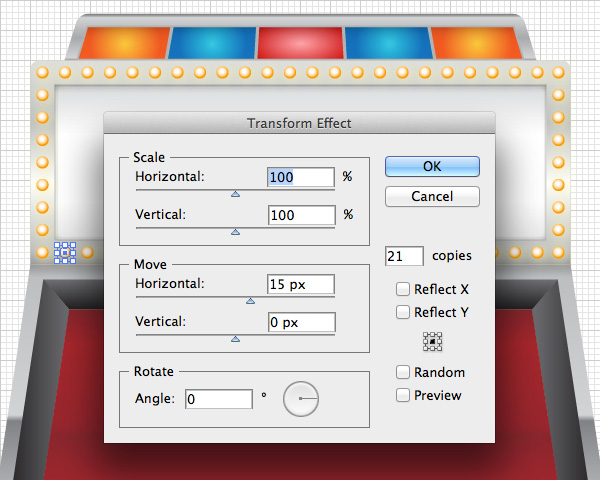 Transform Effect
Scale
Horizontal: 100 %
Vertical: 100 %
Move
Horizontal: 15 px
Vertical: 0 px
Rotate
Angle: 0 °
OK
Cancel
21 copies
Reflect X
Reflect Y
Random
Preview